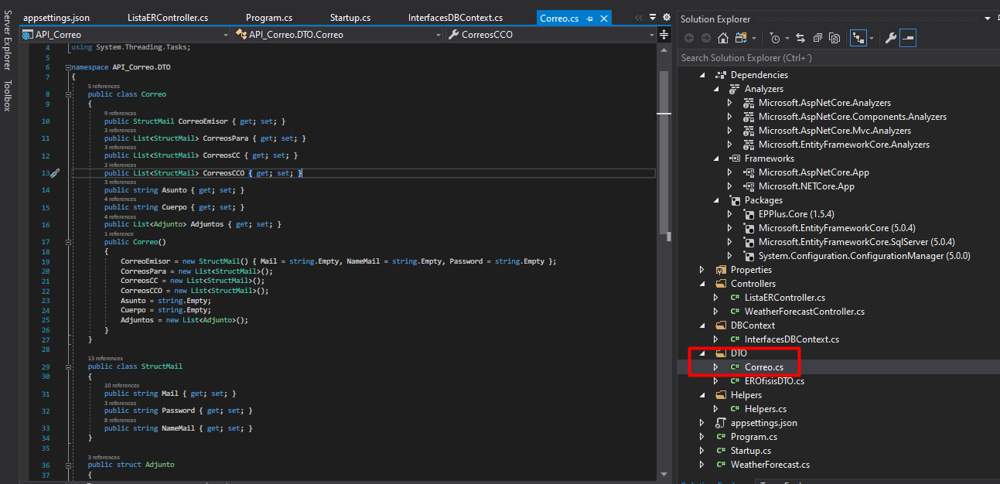 Server Explorer
Toolbox
appsettings.json
ListaERController.cs
Program.cs
Startup.cs
InterfacesDBContext.cs
Correo.cs
API_Correo
API_Correo.DTO.Correo
CorreosCCO
4 using System.Threading.Tasks;
5
6 namespace API_Correo.DTO
7 {
5 references
8 public class Correo
9 {
9 references
10 public StructMail CorreoEmisor { get; set; }
3 references
11 public List<StructMail> CorreosPara { get; set; }
3 references
12 public List<StructMail> CorreosCC { get; set; }
2 references
13 public List<StructMail> CorreosCCO { get; set; }
3 references
14 public string Asunto { get; set; }
4 references
15 public string Cuerpo { get; set; }
4 references
16 public List<Adjunto> Adjuntos { get; set; }
1 reference
17 public Correo()
18 {
19 CorreoEmisor = new StructMail() { Mail = string.Empty, NameMail = string.Empty, Password = string.Empty };
20 CorreosPara = new List<StructMail>();
21 CorreosCC = new List<StructMail>();
22 CorreosCCO = new List<StructMail>();
23 Asunto = string.Empty;
24 Cuerpo = string.Empty;
25 Adjuntos = new List<Adjunto>();
26 }
27 }
28
13 references
29 public class StructMail
30 {
10 references
31 public string Mail { get; set; }
3 references
32 public string Password { get; set; }
8 references
33 public string NameMail { get; set; }
34 }
35
3 references
36 public struct Adjunto
37 {
Solution Explorer
Search Solution Explorer (Ctrl+´)
Dependencies
Analyzers
Microsoft.AspNetCore.Analyzers
Microsoft.AspNetCore.Components.Analyzers
Microsoft.AspNetCore.Mvc.Analyzers
Microsoft.EntityFrameworkCore.Analyzers
Frameworks
Microsoft.AspNetCore.App
Microsoft.NETCore.App
Packages
EPPlus.Core (1.5.4)
Microsoft.EntityFrameworkCore (5.0.4)
Microsoft.EntityFrameworkCore.SqlServer (5.0.4)
System.Configuration.ConfigurationManager (5.0.0)
Properties
Controllers
C# ListaERController.cs
C# WeatherForecastController.cs
DBContext
C# InterfacesDBContext.cs
DTO
C# Correo.cs
C# EROfisisDTO.cs
Helpers
C# Helpers.cs
appsettings.json
C# Program.cs
C# Startup.cs
C# WeatherForecast.cs